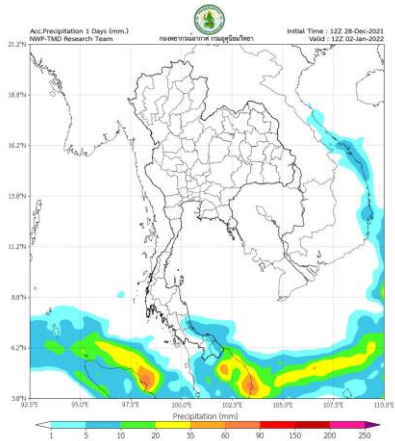 Acc.Precipitation 1 Days (mm.)
NWP-TMD Research Team
กองพยากรณ์อากาศ กรมอุตุนิยมวิทยา
Initial Time : 12Z 28-Dec-2021
Valid : 12Z 02-Jan-2022
21.2°N
18.8°N
16.2°N
13.8°N
11.2°N
8.8°N
6.2°N
3.8°N
92.5°E 95.0°E 97.5°E 100.0°E 102.5°E 105.0°E 107.5°E 110.0°E
Precipitation (mm)
1 5 10 20 35 60 90 150 200 250